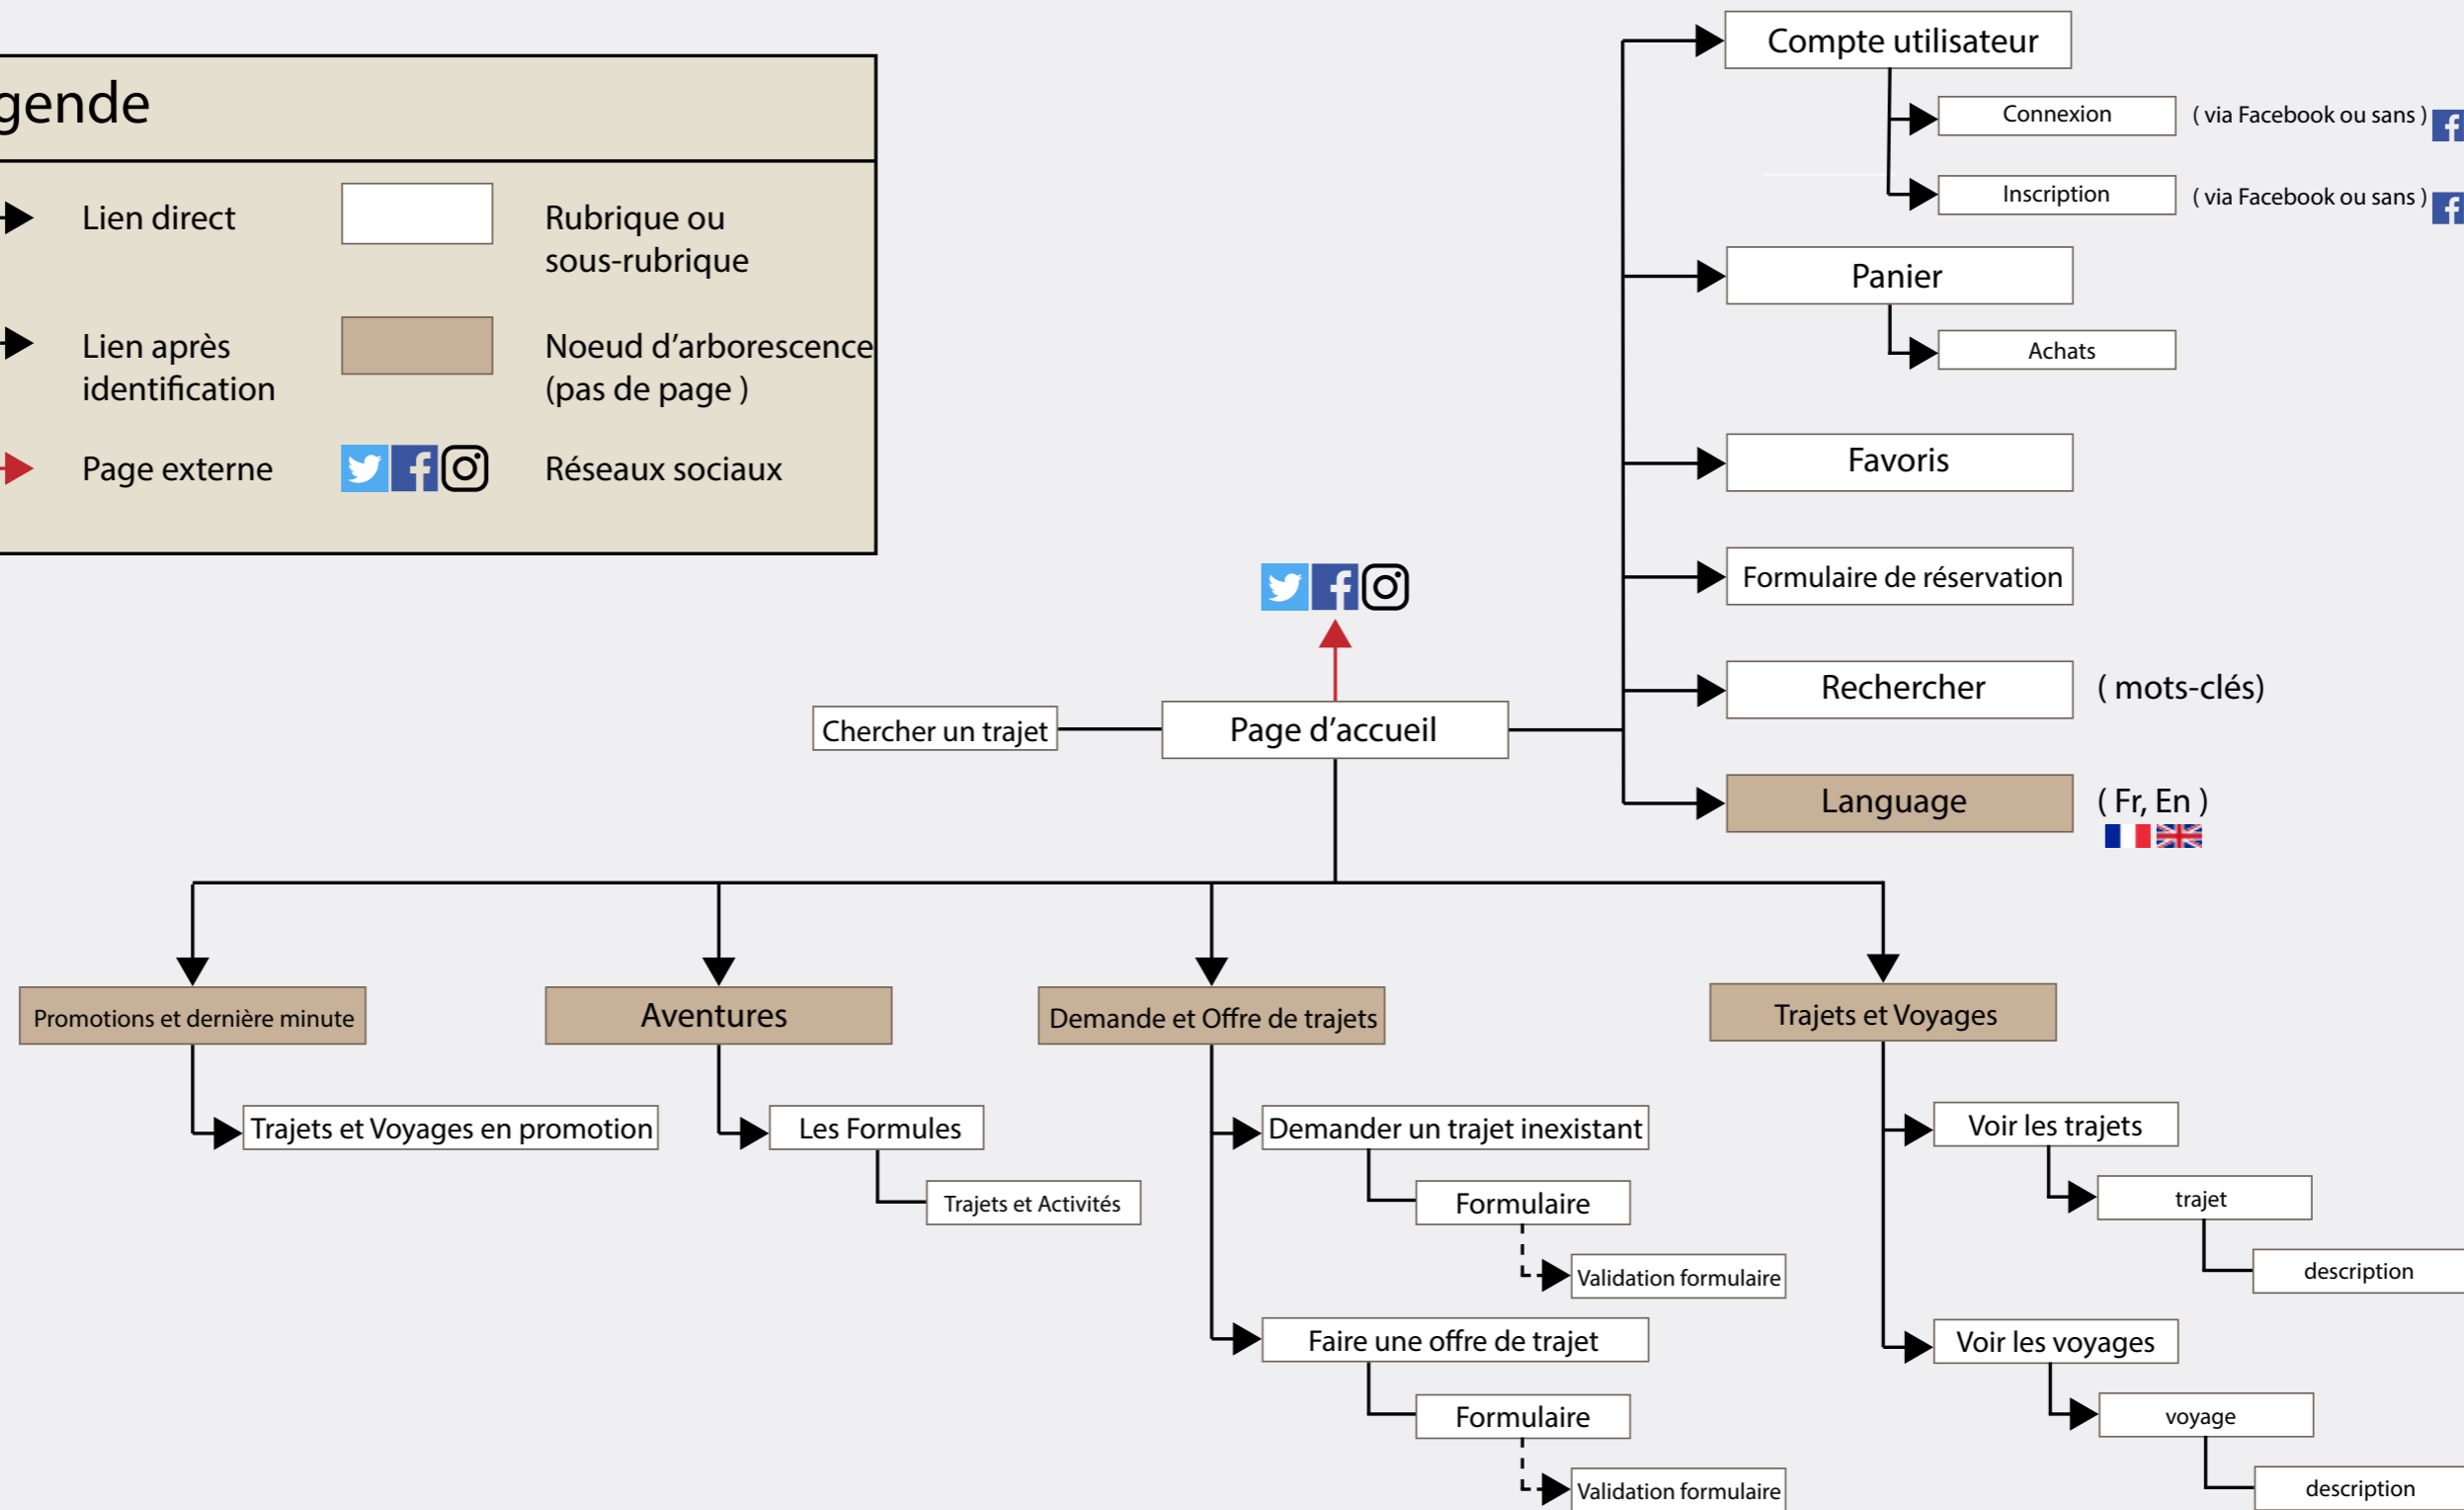 gende
Lien direct
Rubrique ou
sous-rubrique
Lien après
identification
Noeud d’arborescence
(pas de page )
Page externe
Réseaux sociaux
Compte utilisateur
Connexion
( via Facebook ou sans )
Inscription
( via Facebook ou sans )
Panier
Achats
Favoris
Formulaire de réservation
Rechercher
( mots-clés)
Language
( Fr, En )
Chercher un trajet
Page d’accueil
Promotions et dernière minute
Aventures
Demande et Offre de trajets
Trajets et Voyages
Trajets et Voyages en promotion
Les Formules
Trajets et Activités
Demander un trajet inexistant
Formulaire
Validation formulaire
Faire une offre de trajet
Formulaire
Validation formulaire
Voir les trajets
trajet
description
Voir les voyages
voyage
description